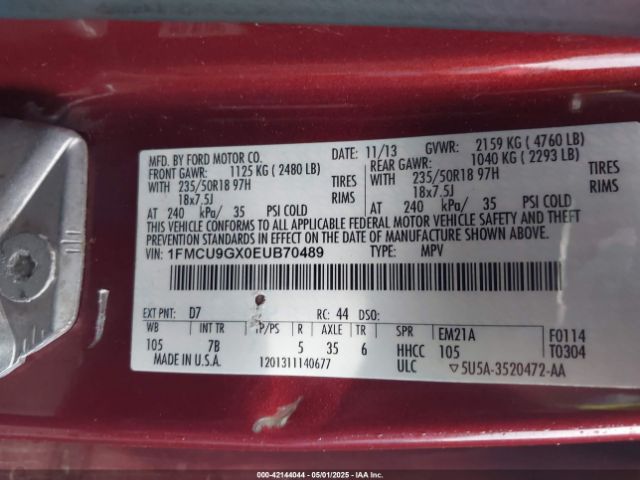 MFD. BY FORD MOTOR CO.
DATE: 11/13 GVWR: 2159 KG ( 4760 LB)
FRONT GAWR: 1125 KG ( 2480 LB)
REAR GAWR: 1040 KG ( 2293 LB)
WITH 235/50R18 97H TIRES
18x7.5J RIMS
AT 240 kPa/ 35 PSI COLD
WITH 235/50R18 97H TIRES
18x7.5J RIMS
AT 240 kPa/ 35 PSI COLD
THIS VEHICLE CONFORMS TO ALL APPLICABLE FEDERAL MOTOR VEHICLE SAFETY AND THEFT
PREVENTION STANDARDS IN EFFECT ON THE DATE OF MANUFACTURE SHOWN ABOVE.
VIN: 1FMCU9GX0EUB70489 TYPE: MPV
EXT PNT: D7 RC: 44 DSO:
WB INT TR TP/PS R AXLE TR SPR EM21A F0114
105 7B 5 35 6 HHCC 105 T0304
MADE IN U.S.A. 1201311140677 ULC ▽5U5A-3520472-AA
000-42144044 / 05/01/2025 / IAA Inc.